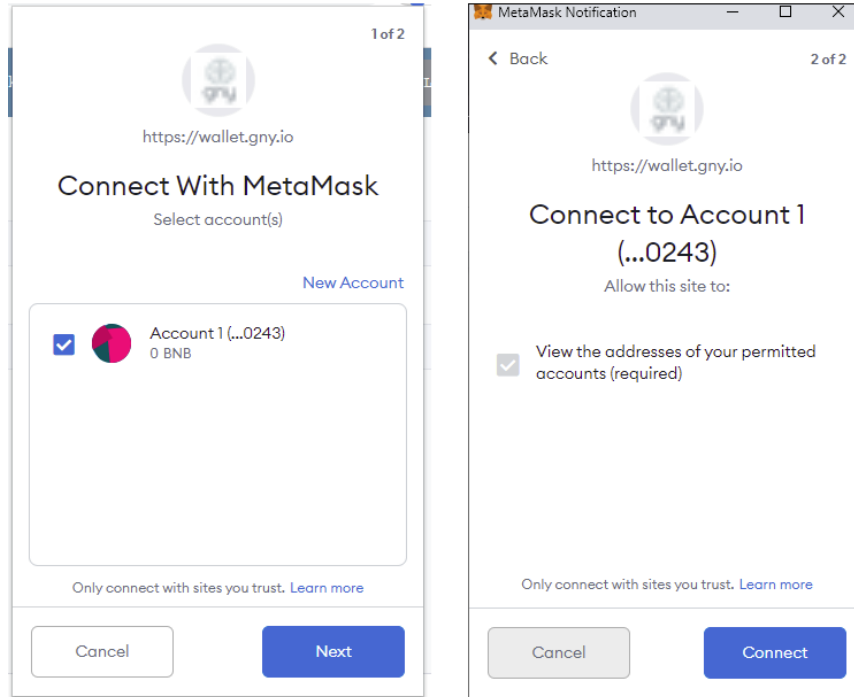 1 of 2
gny
https://wallet.gny.io
Connect With MetaMask
Select account(s)
New Account
Account 1 (...0243)
0 BNB
Only connect with sites you trust. Learn more
Cancel
Next
MetaMask Notification
Back
2 of 2
gny
https://wallet.gny.io
Connect to Account 1
(...0243)
Allow this site to:
View the addresses of your permitted
accounts (required)
Only connect with sites you trust. Learn more
Cancel
Connect